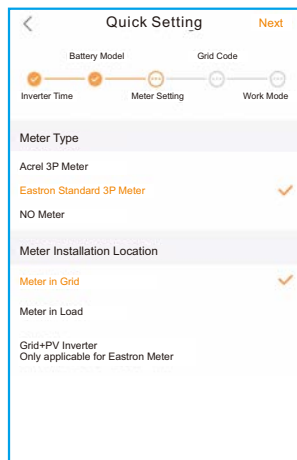 Quick Setting Next
Battery Model Grid Code
Inverter Time Meter Setting Work Mode
Meter Type
Acrel 3P Meter
Eastron Standard 3P Meter
NO Meter
Meter Installation Location
Meter in Grid
Meter in Load
Grid+PV Inverter
Only applicable for Eastron Meter